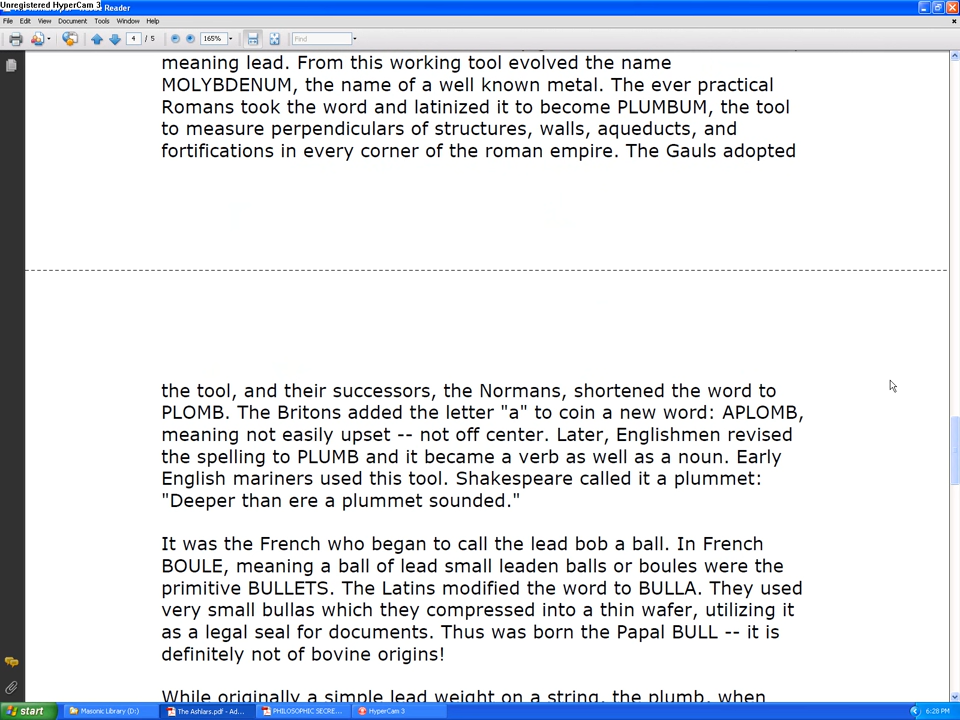 Unregistered HyperCam 3
Reader
File Edit View Document Tools Window Help
4 / 5 165% Find
meaning lead. From this working tool evolved the name
MOLYBDENUM, the name of a well known metal. The ever practical
Romans took the word and latinized it to become PLUMBUM, the tool
to measure perpendiculars of structures, walls, aqueducts, and
fortifications in every corner of the roman empire. The Gauls adopted
the tool, and their successors, the Normans, shortened the word to
PLOMB. The Britons added the letter "a" to coin a new word: APLOMB,
meaning not easily upset -- not off center. Later, Englishmen revised
the spelling to PLUMB and it became a verb as well as a noun. Early
English mariners used this tool. Shakespeare called it a plummet:
"Deeper than ere a plummet sounded."
It was the French who began to call the lead bob a ball. In French
BOULE, meaning a ball of lead small leaden balls or boules were the
primitive BULLETS. The Latins modified the word to BULLA. They used
very small bullas which they compressed into a thin wafer, utilizing it
as a legal seal for documents. Thus was born the Papal BULL -- it is
definitely not of bovine origins!
While originally a simple lead weight on a string, the plumb, when
start Masonic Library (D:) The Ashlars.pdf - Ad... PHILOSOPHIC SECRE... HyperCam 3 6:28 PM